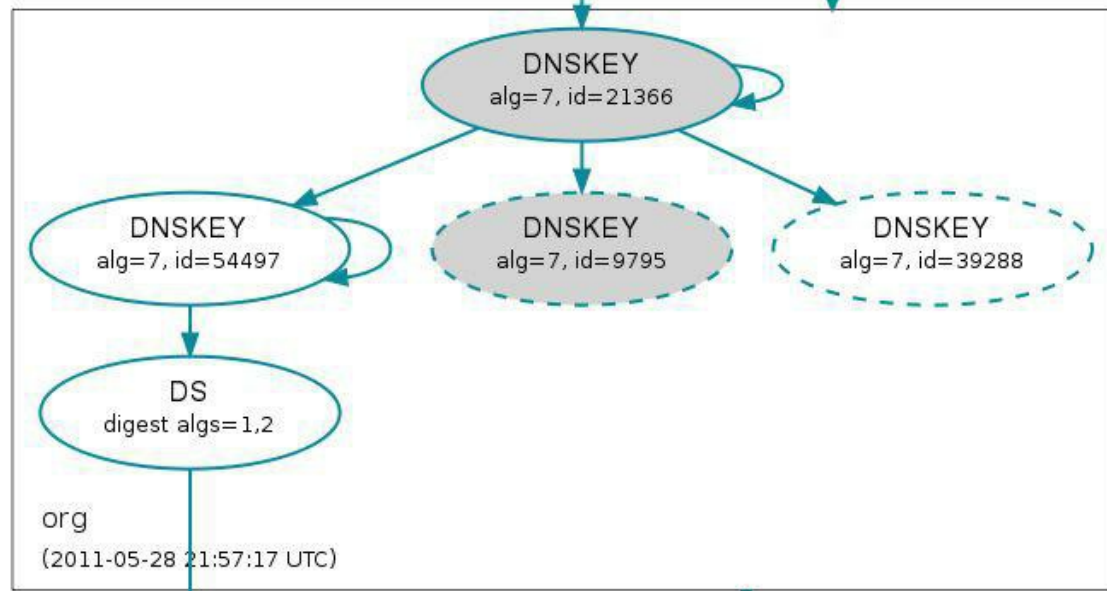 DNSKEY
alg=7, id=21366
DNSKEY
alg=7, id=54497
DNSKEY
alg=7, id=9795
DNSKEY
alg=7, id=39288
DS
digest algs=1,2
org
(2011-05-28 21:57:17 UTC)